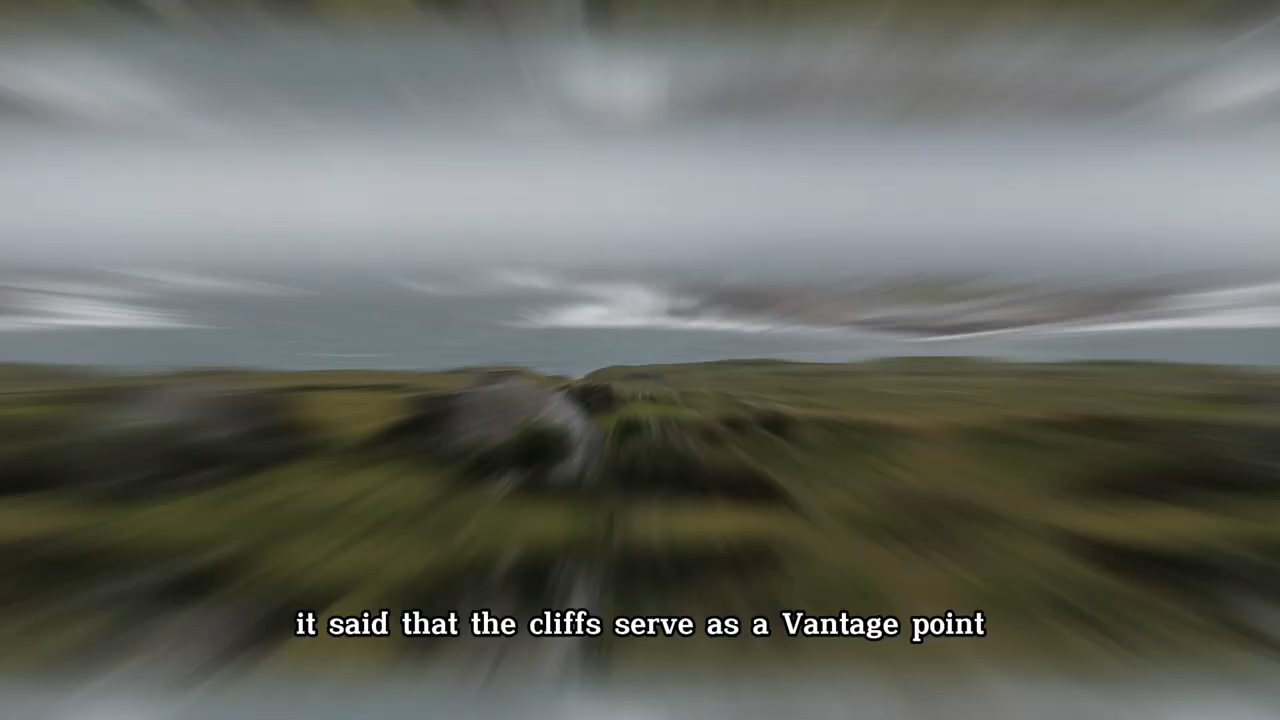 it said that the cliffs serve as a Vantage point